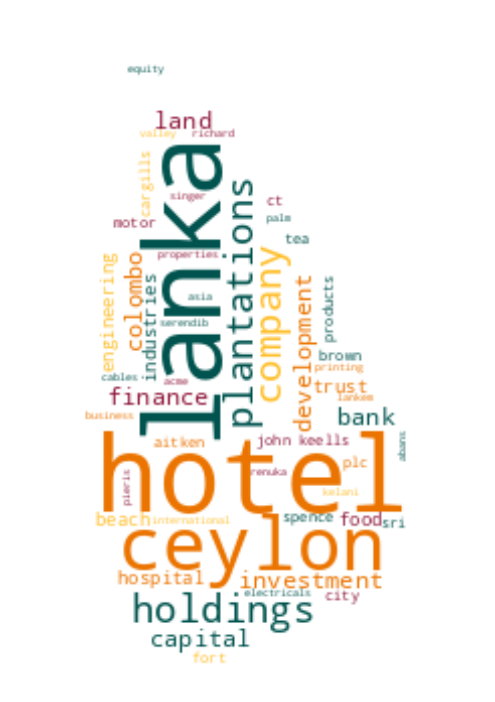 equity
land
valley richard
cargills
lanka
singer
plantations
ct
palm
motor
tea
properties
engineering
colombo
industries
asia
company
development
products
serendib
brown
printing
cables
acme
trust
finance
lankem
business
bank
aitken
john keells
abans
hotel
pieris
renuka
plc
kelani
beach
international
spence
food
sri
ceylon
hospital
investment
electricals
city
holdings
capital
fort